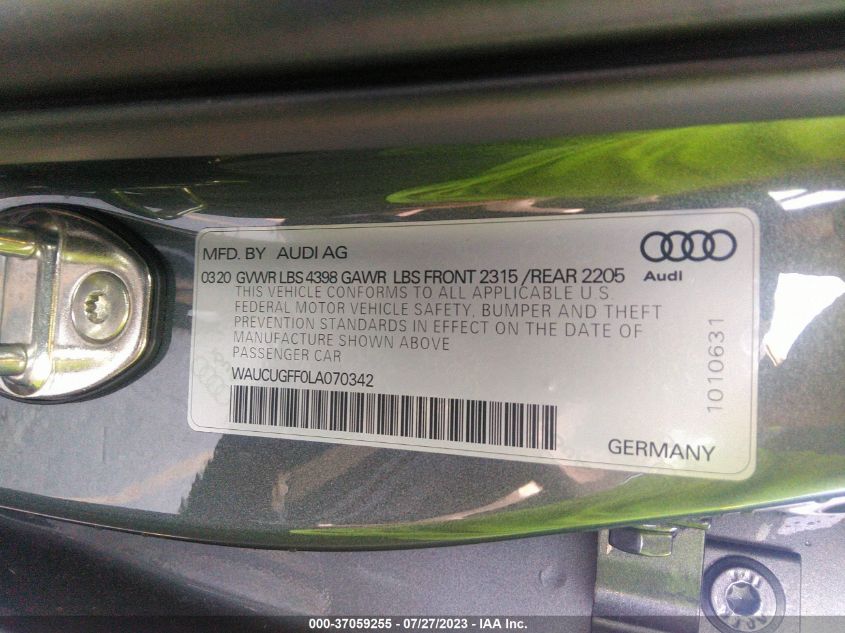 MFD. BY AUDI AG
Audi
03 20 GVWR LBS 4398 GAWR LBS FRONT 2315 /REAR 2205
THIS VEHICLE CONFORMS TO ALL APPLICABLE U.S.
FEDERAL MOTOR VEHICLE SAFETY, BUMPER AND THEFT
PREVENTION STANDARDS IN EFFECT ON THE DATE OF
MANUFACTURE SHOWN ABOVE
PASSENGER CAR
WAUCUGFF0LA070342
1010631
GERMANY
000-37059255 - 07/27/2023 - IAA Inc.